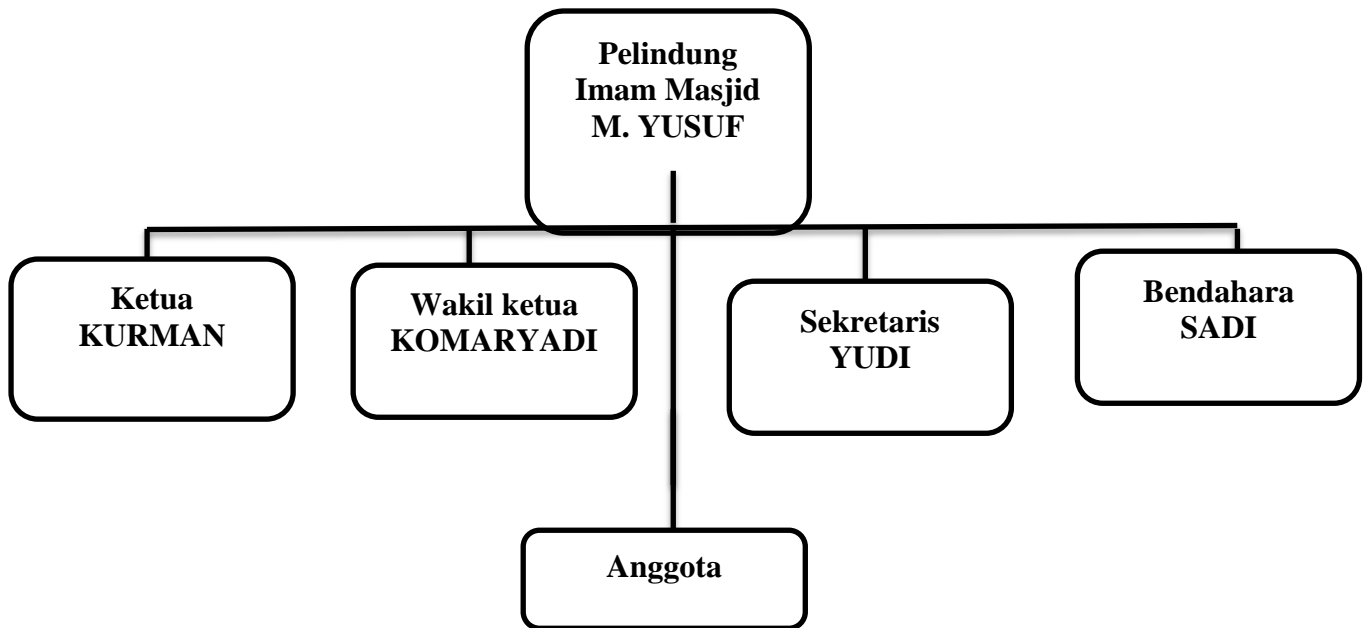 Pelindung
Imam Masjid
M. YUSUF
Ketua
KURMAN
Wakil ketua
KOMARYADI
Sekretaris
YUDI
Bendahara
SADI
Anggota